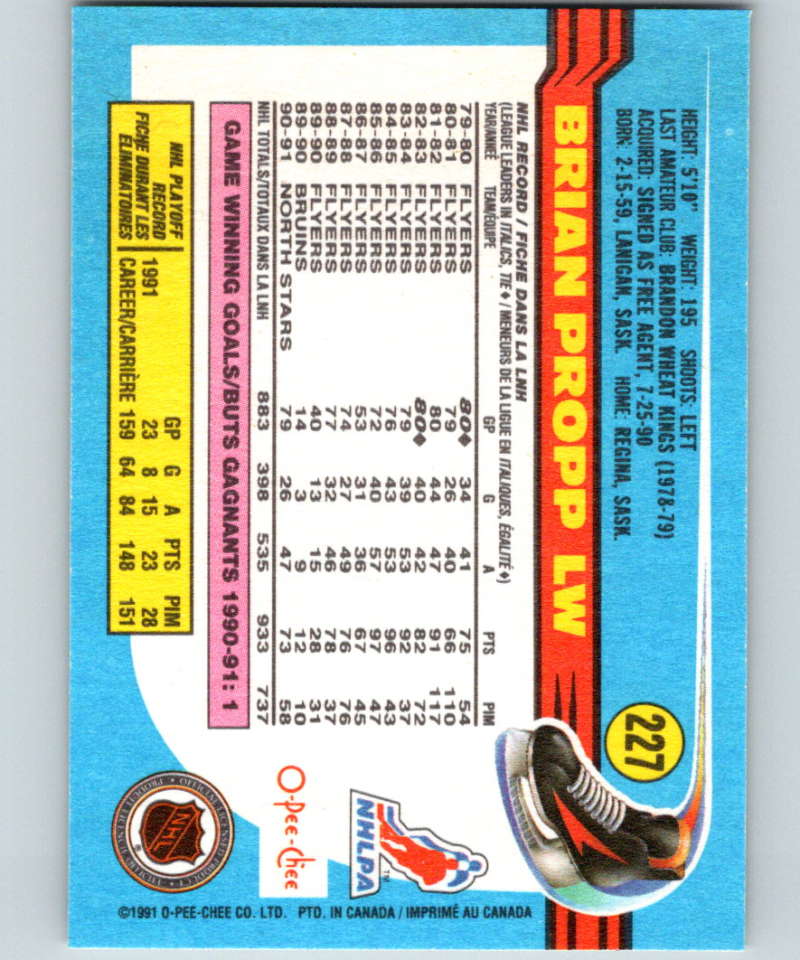 227
BRIAN PROPP LW
HEIGHT: 5'10" WEIGHT: 195 SHOOTS: LEFT
LAST AMATEUR CLUB: BRANDON WHEAT KINGS (1978-79)
ACQUIRED: SIGNED AS FREE AGENT, 7-25-90
BORN: 2-15-59, LANIGAN, SASK. HOME: REGINA, SASK.
NHL RECORD / FICHE DANS LA LNH
(LEAGUE LEADERS IN ITALICS, TIE♦ / MENEURS DE LA LIGUE EN ITALIQUES, ÉGALITÉ♦)
YEAR/ANNÉE TEAM/ÉQUIPE GP G A PTS PIM
79-80 FLYERS 80♦ 34 41 75 54
80-81 FLYERS 79 26 40 66 110
81-82 FLYERS 80 44 47 91 117
82-83 FLYERS 80♦ 40 42 82 72
83-84 FLYERS 79 39 53 92 37
84-85 FLYERS 76 43 53 96 43
85-86 FLYERS 72 40 57 97 47
86-87 FLYERS 53 31 36 67 45
87-88 FLYERS 74 27 49 76 76
88-89 FLYERS 77 32 46 78 37
89-90 FLYERS 40 13 15 28 31
89-90 BRUINS 14 3 9 12 10
90-91 NORTH STARS 79 26 47 73 58
NHL TOTALS/TOTAUX DANS LA LNH 883 398 535 933 737
GAME WINNING GOALS/BUTS GAGNANTS 1990-91: 1
NHL PLAYOFF
RECORD
FICHE DURANT LES
ÉLIMINATOIRES
GP G A PTS PIM
1991 23 8 15 23 28
CAREER/CARRIÈRE 159 64 84 148 151
NHLPA
TM
O-Pee-Chee
NHL
©1991 O-PEE-CHEE CO. LTD. PTD. IN CANADA / IMPRIMÉ AU CANADA